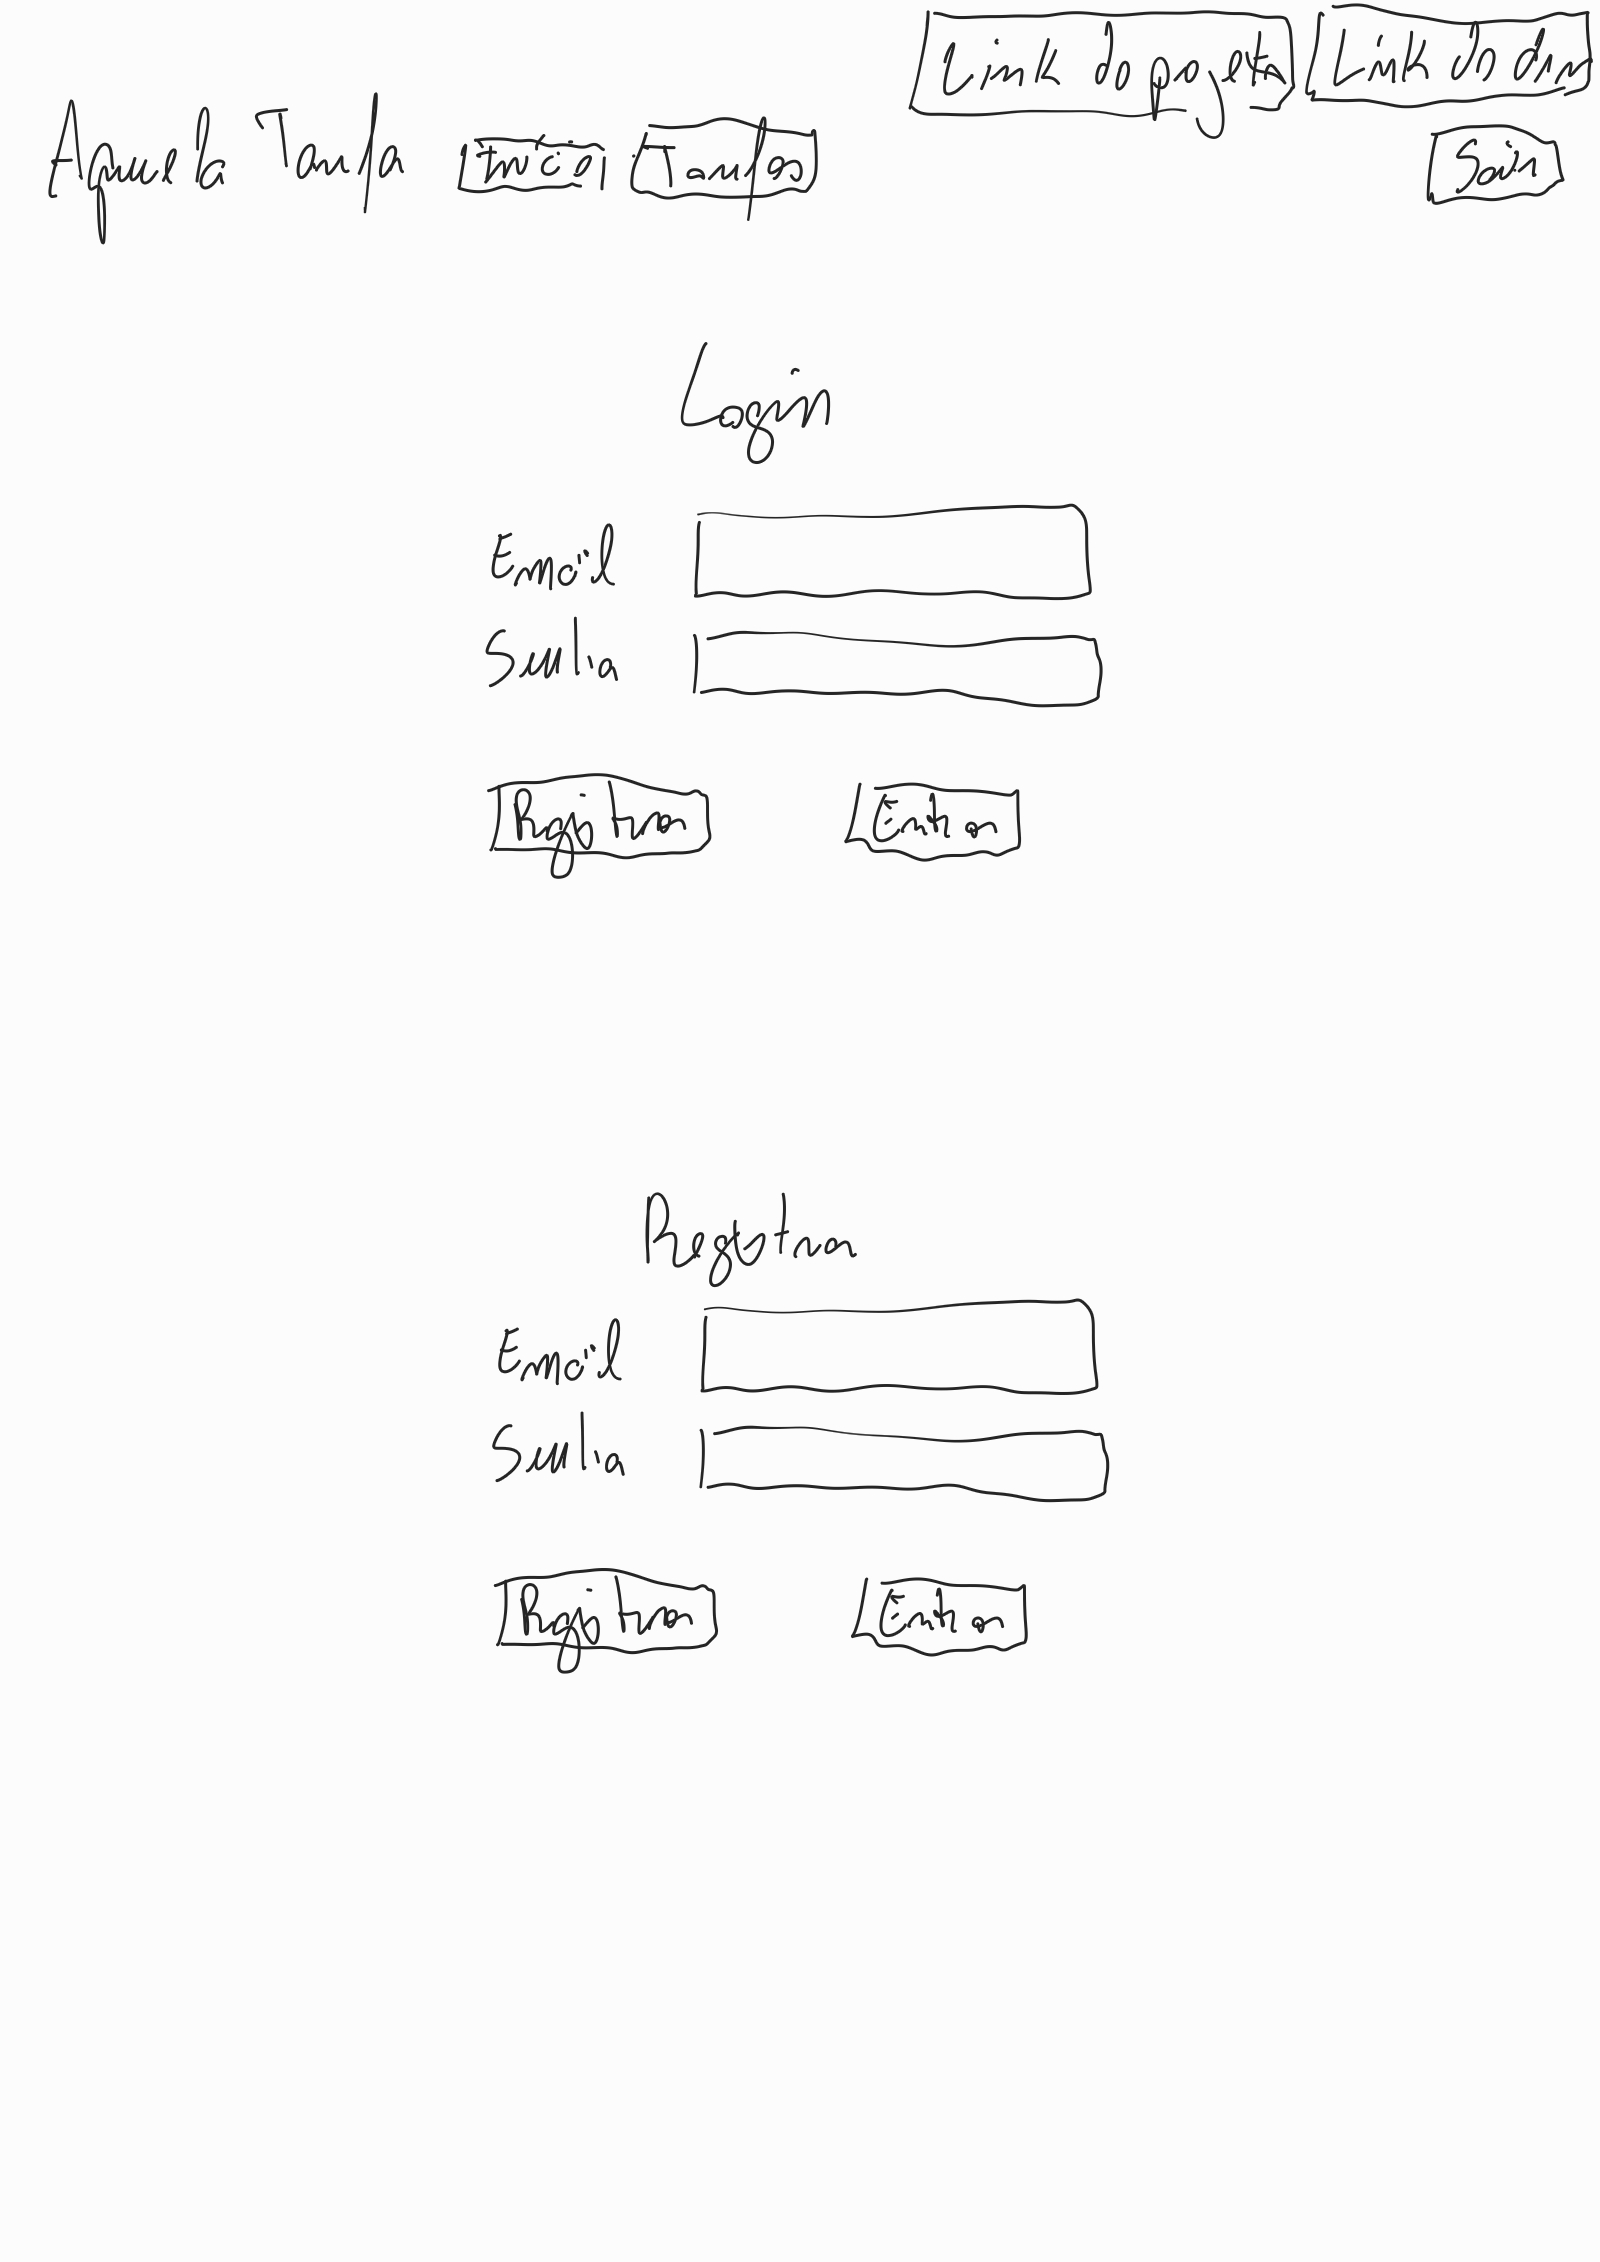 Link do projeto Link do drive
Aquela Tarefa Início Tarefas Sair
Login
Email
Senha
Registrar Entrar
Registrar
Email
Senha
Registrar Entrar